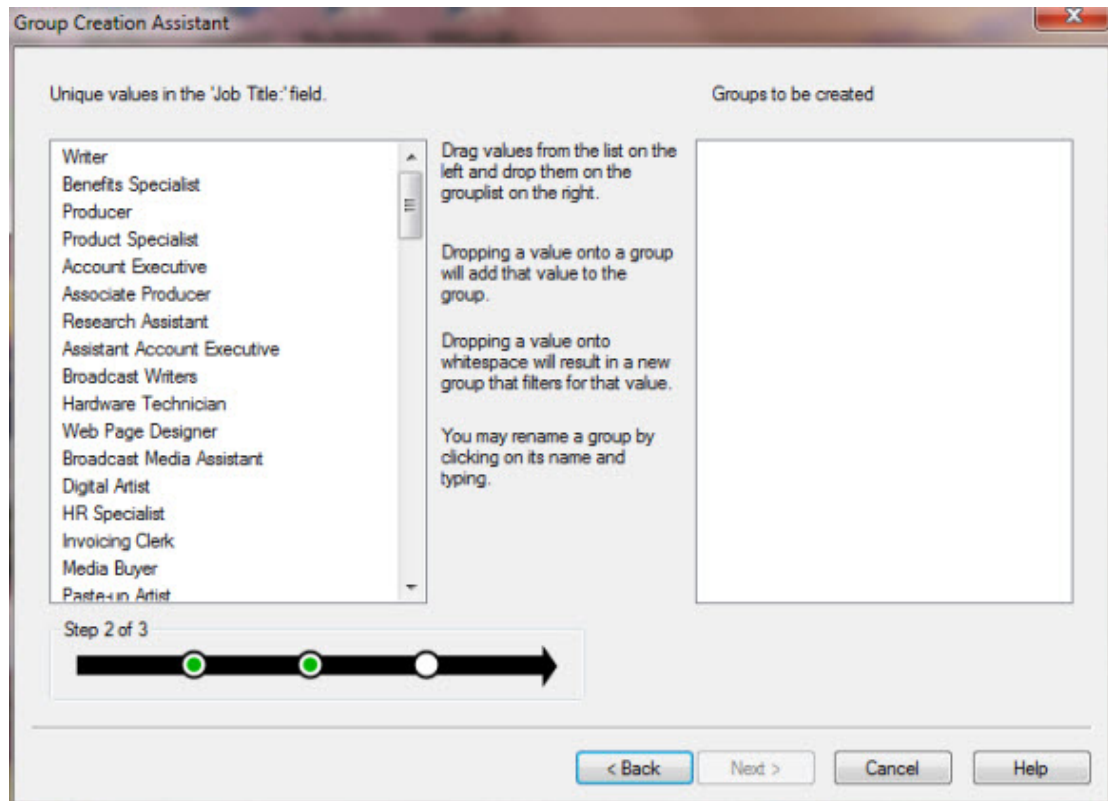 Group Creation Assistant
Unique values in the 'Job Title:' field.
Groups to be created
Writer
Benefits Specialist
Producer
Product Specialist
Account Executive
Associate Producer
Research Assistant
Assistant Account Executive
Broadcast Writers
Hardware Technician
Web Page Designer
Broadcast Media Assistant
Digital Artist
HR Specialist
Invoicing Clerk
Media Buyer
Paste-up Artist
Drag values from the list on the
left and drop them on the
grouplist on the right.
Dropping a value onto a group
will add that value to the
group.
Dropping a value onto
whitespace will result in a new
group that filters for that value.
You may rename a group by
clicking on its name and
typing.
Step 2 of 3
< Back
Next >
Cancel
Help